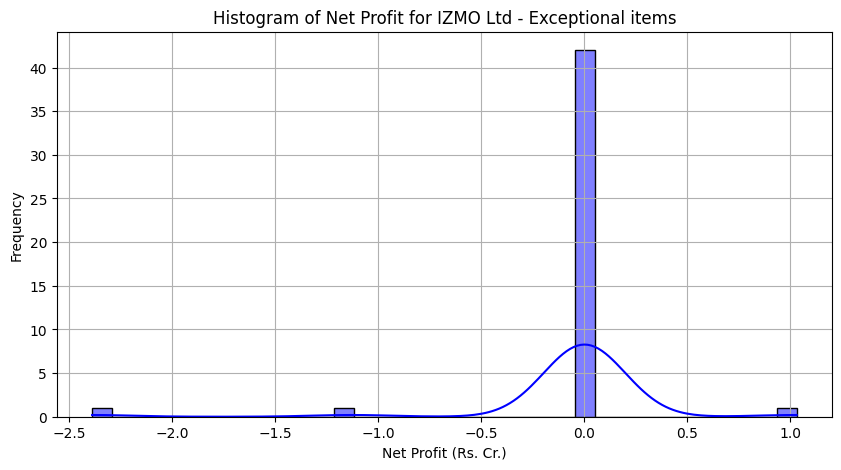 Histogram of Net Profit for IZMO Ltd - Exceptional items
Frequency
40
35
30
25
20
15
10
5
0
−2.5 −2.0 −1.5 −1.0 −0.5 0.0 0.5 1.0
Net Profit (Rs. Cr.)